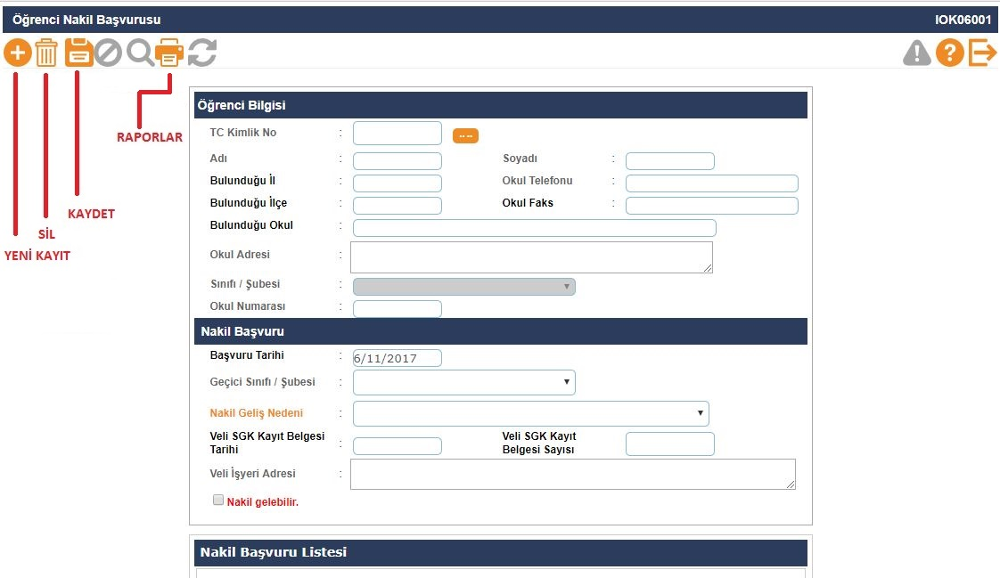 Öğrenci Nakil Başvurusu IOK06001
RAPORLAR
KAYDET
SİL
YENİ KAYIT
Öğrenci Bilgisi
TC Kimlik No :
Adı : Soyadı :
Bulunduğu İl : Okul Telefonu :
Bulunduğu İlçe : Okul Faks :
Bulunduğu Okul :
Okul Adresi :
Sınıfı / Şubesi :
Okul Numarası :
Nakil Başvuru
Başvuru Tarihi : 6/11/2017
Geçici Sınıfı / Şubesi :
Nakil Geliş Nedeni :
Veli SGK Kayıt Belgesi
Tarihi :
Veli SGK Kayıt
Belgesi Sayısı
Veli İşyeri Adresi :
Nakil gelebilir.
Nakil Başvuru Listesi